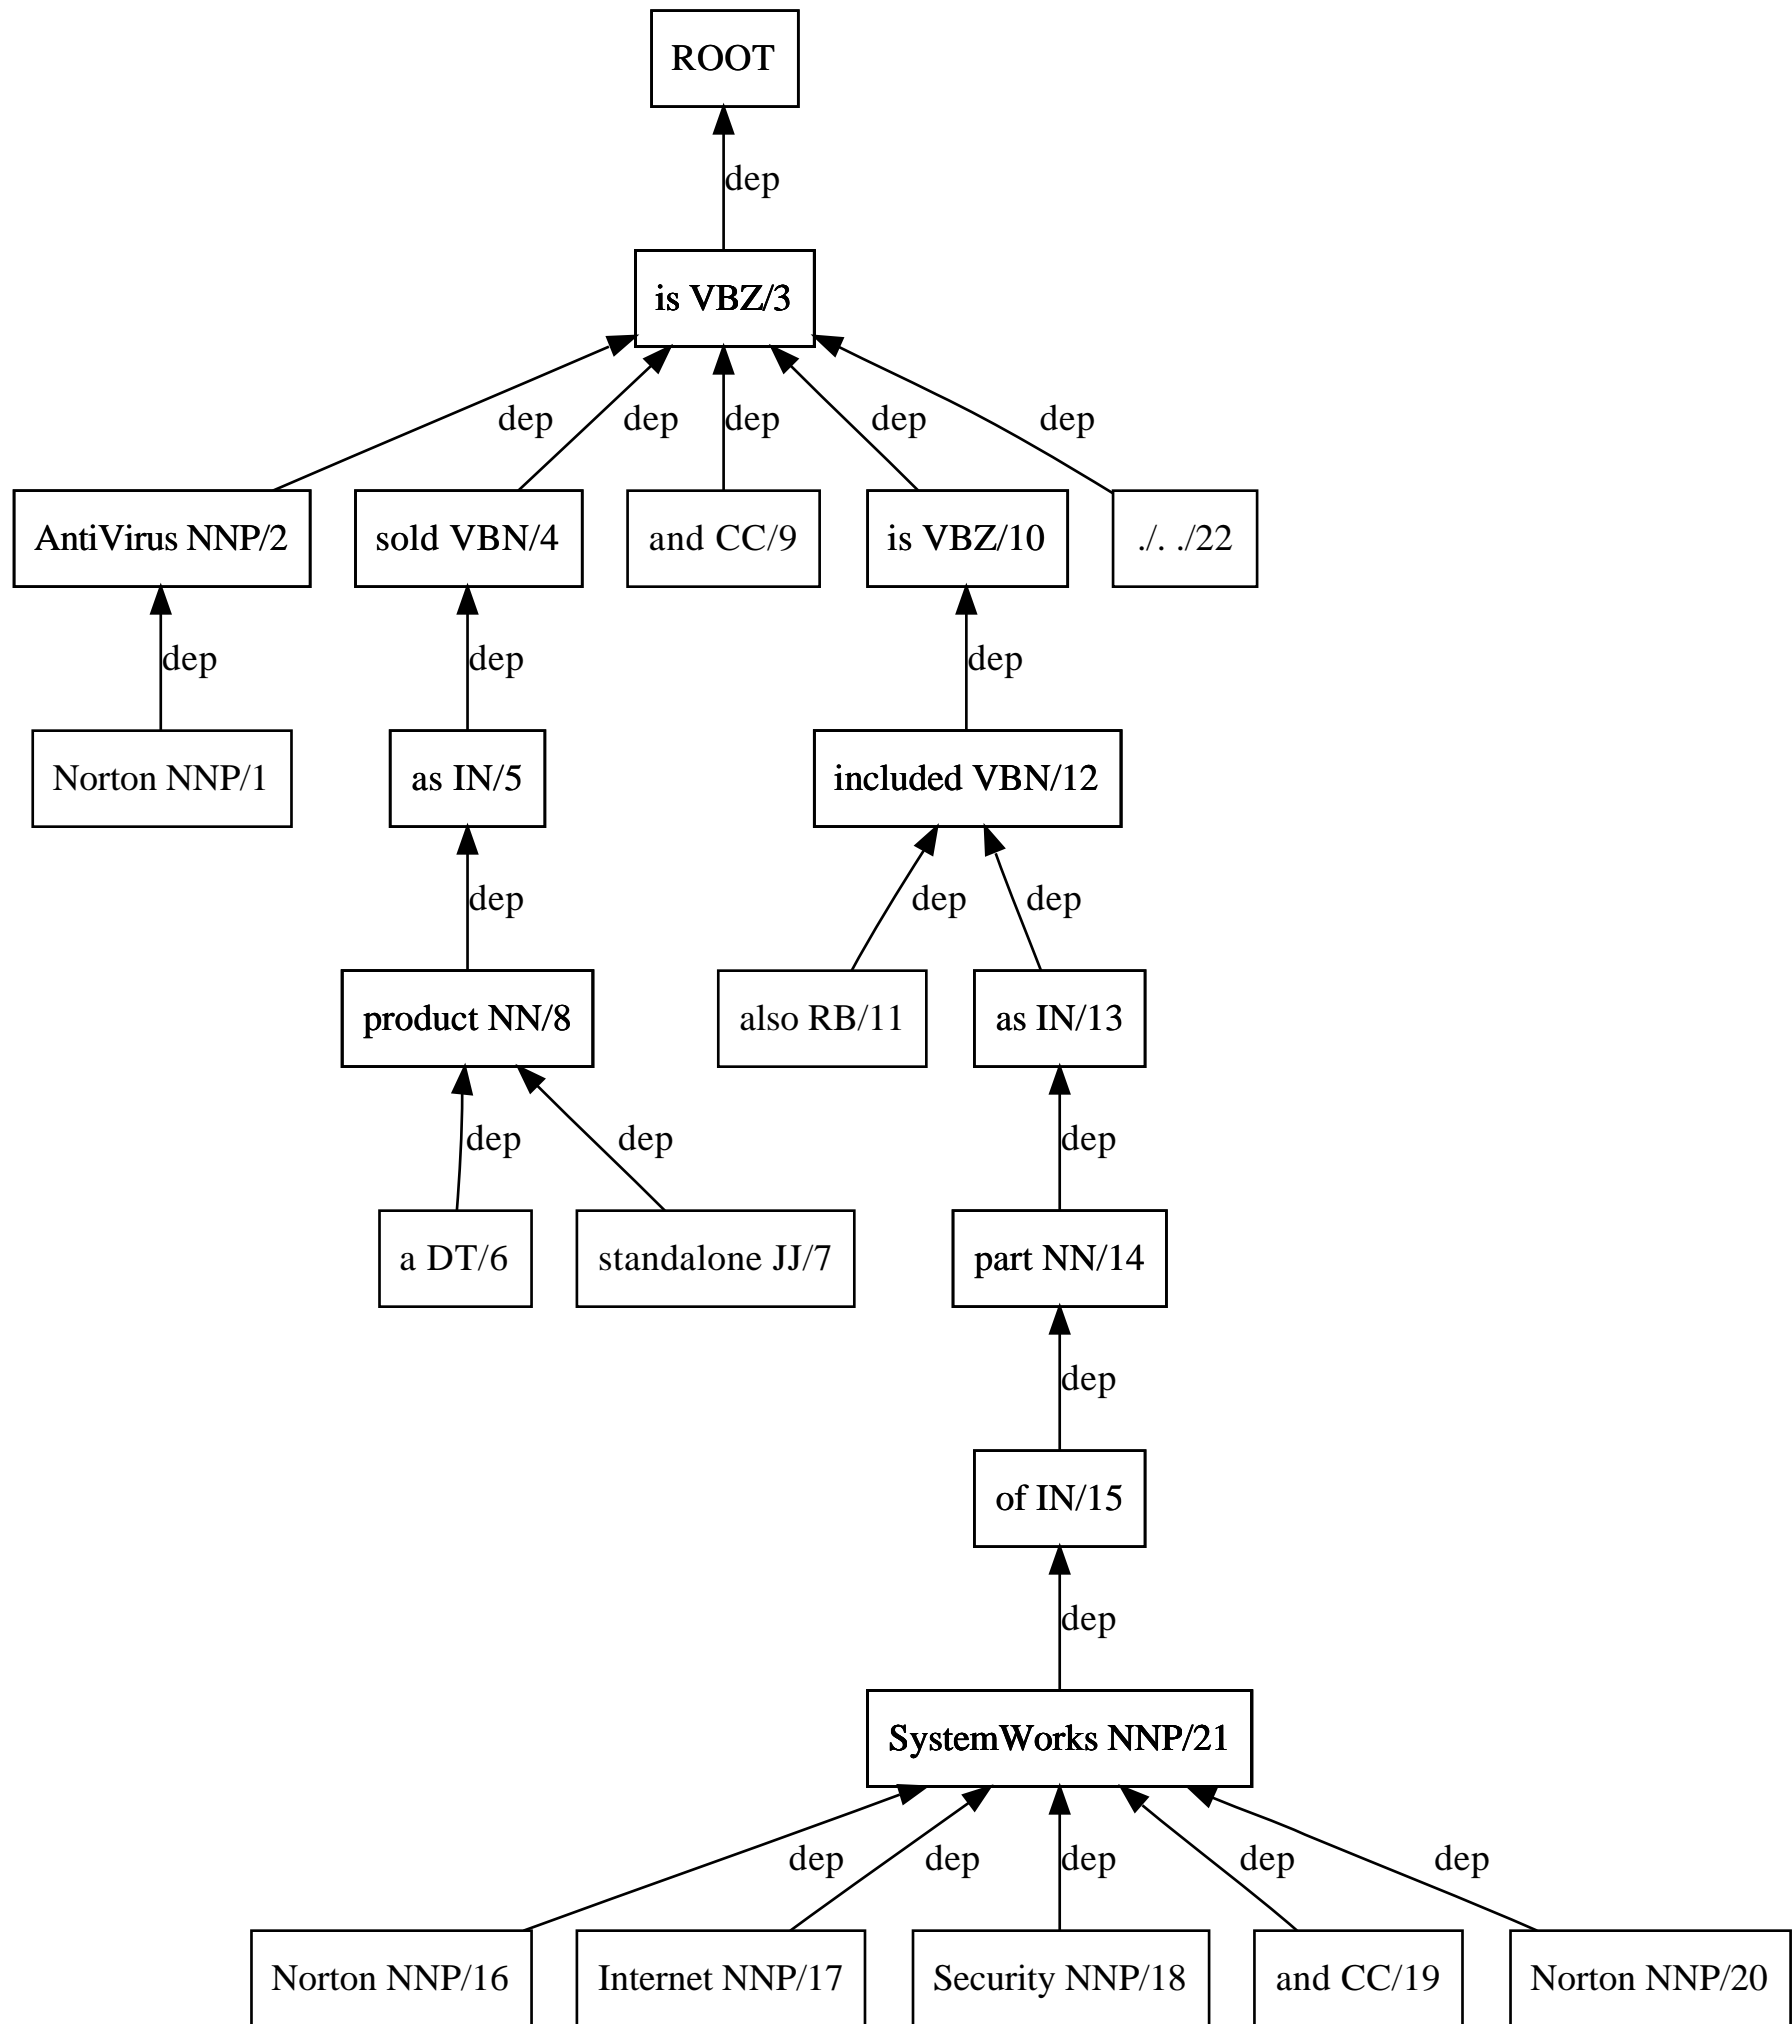 ROOT
dep
is VBZ/3
dep dep dep dep dep
AntiVirus NNP/2 sold VBN/4 and CC/9 is VBZ/10 ./. ./22
dep dep dep
Norton NNP/1 as IN/5 included VBN/12
dep dep dep
product NN/8 also RB/11 as IN/13
dep dep dep
a DT/6 standalone JJ/7 part NN/14
dep
of IN/15
dep
SystemWorks NNP/21
dep dep dep dep dep
Norton NNP/16 Internet NNP/17 Security NNP/18 and CC/19 Norton NNP/20